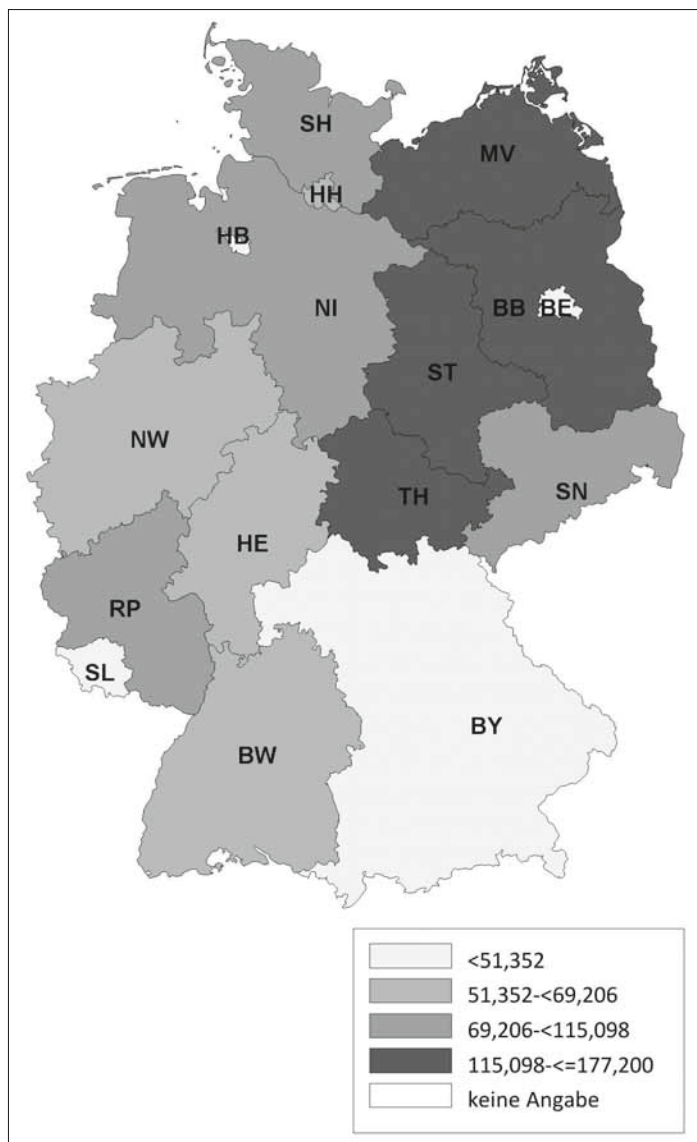 SH
MV
HH
HB
NI
BB
BE
ST
NW
TH
SN
HE
RP
SL
BY
BW
<51,352
51,352-<69,206
69,206-<115,098
115,098-<=177,200
keine Angabe